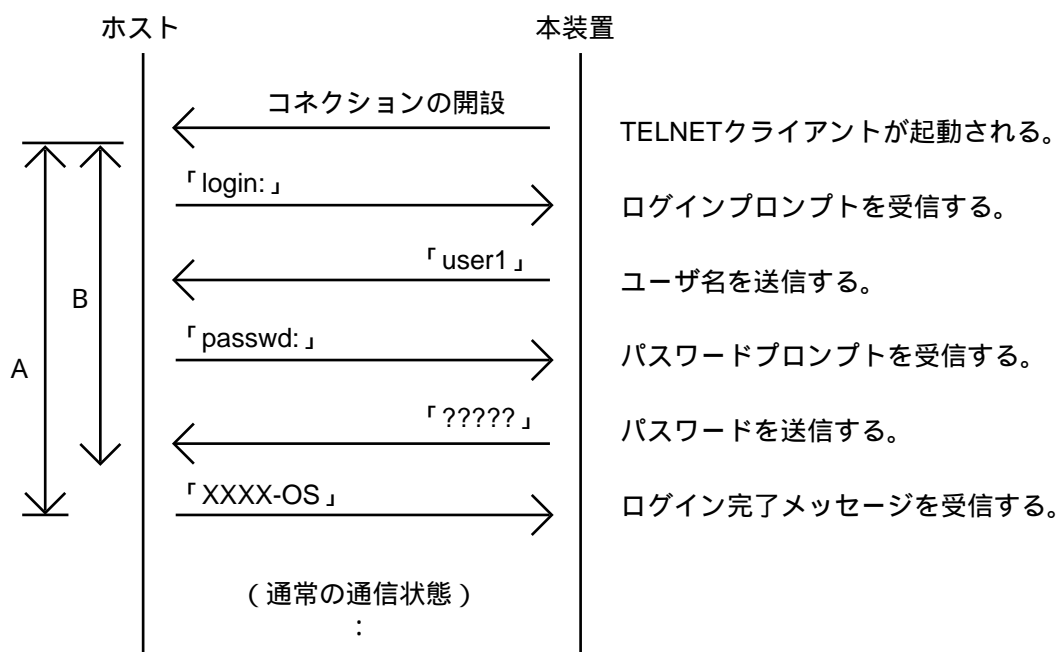 ホスト
本装置
コネクションの開設
TELNETクライアントが起動される。
「login:」
ログインプロンプトを受信する。
「user1」
ユーザ名を送信する。
B
「passwd:」
パスワードプロンプトを受信する。
A
「?????」
パスワードを送信する。
「XXXX-OS」
ログイン完了メッセージを受信する。
(通常の通信状態)
: